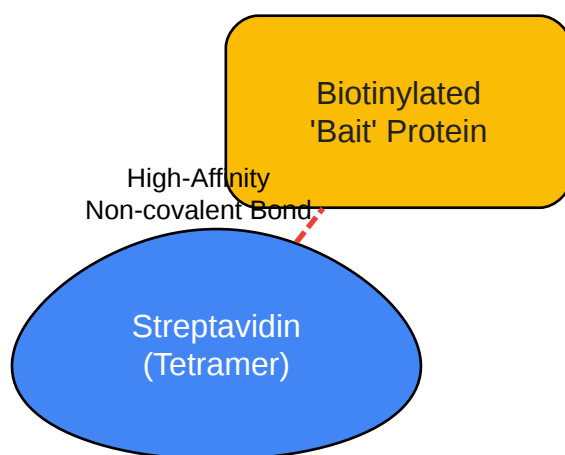 Biotinylated
'Bait' Protein
High-Affinity
Non-covalent Bond
Streptavidin
(Tetramer)